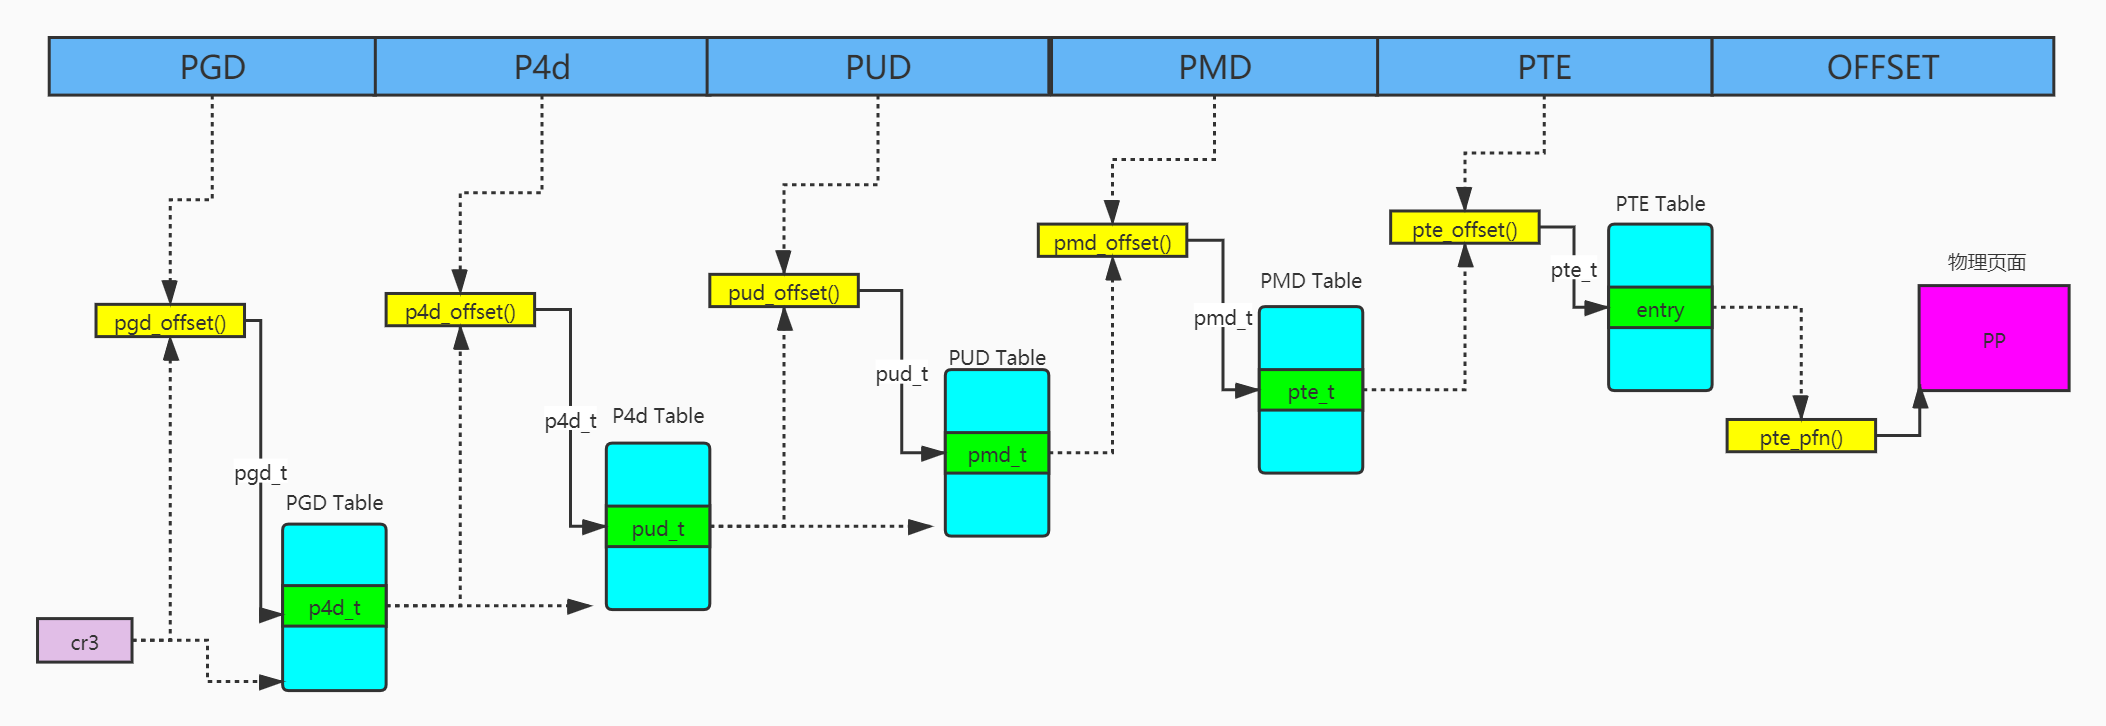 PGD
P4d
PUD
PMD
PTE
OFFSET
pgd_offset()
p4d_offset()
pud_offset()
pmd_offset()
pte_offset()
PTE Table
pte_t
entry
物理页面
PP
pte_pfn()
PMD Table
pmd_t
pte_t
PUD Table
pud_t
pmd_t
P4d Table
p4d_t
pud_t
pgd_t
PGD Table
p4d_t
cr3